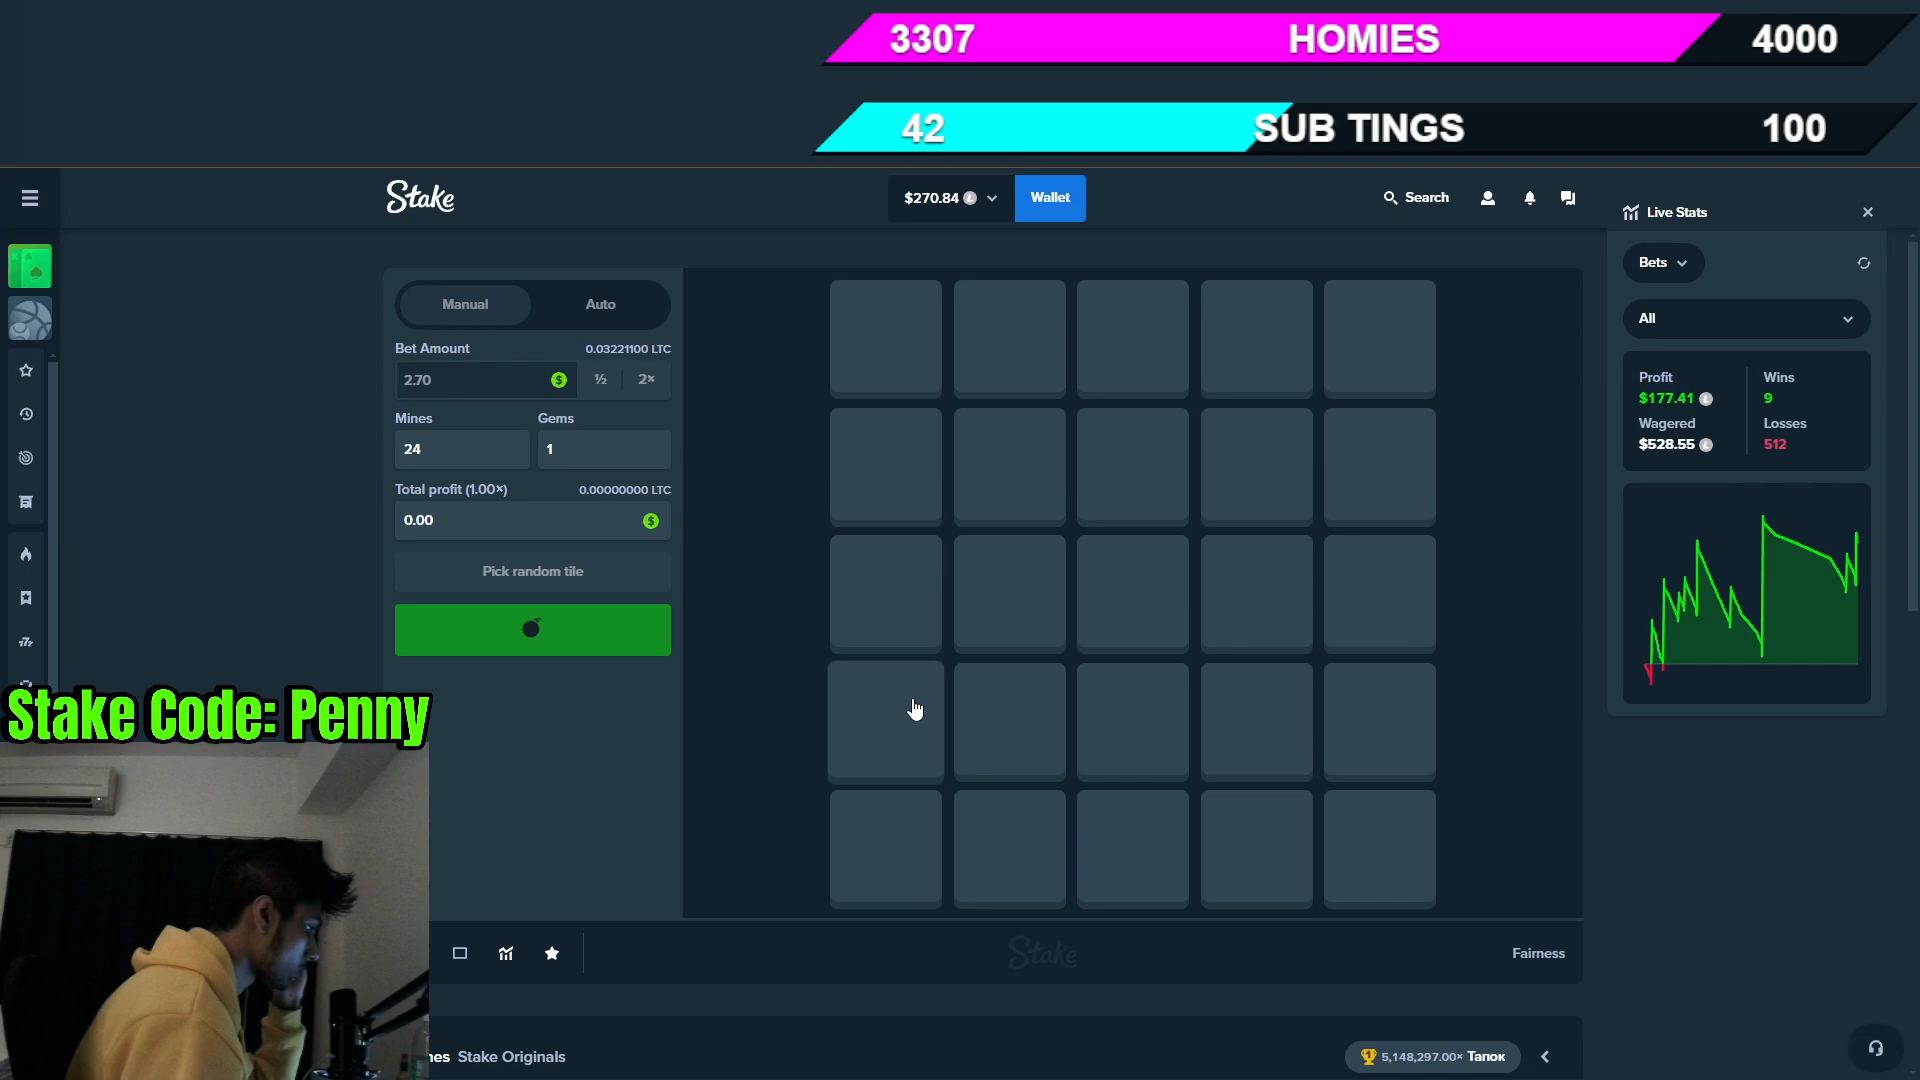 3307 HOMIES 4000
42 SUB TINGS 100
Stake
$270.84
Wallet
Search
Live Stats
Bets
All
Profit
Wins
$177.41
9
Wagered
Losses
$528.55
512
Manual
Auto
Bet Amount
0.03221100 LTC
2.70
½
2×
Mines
Gems
24
1
Total profit (1.00×)
0.00000000 LTC
0.00
Pick random tile
Stake Code: Penny
Stake
Fairness
Stake Originals
5,148,297.00× Тапок